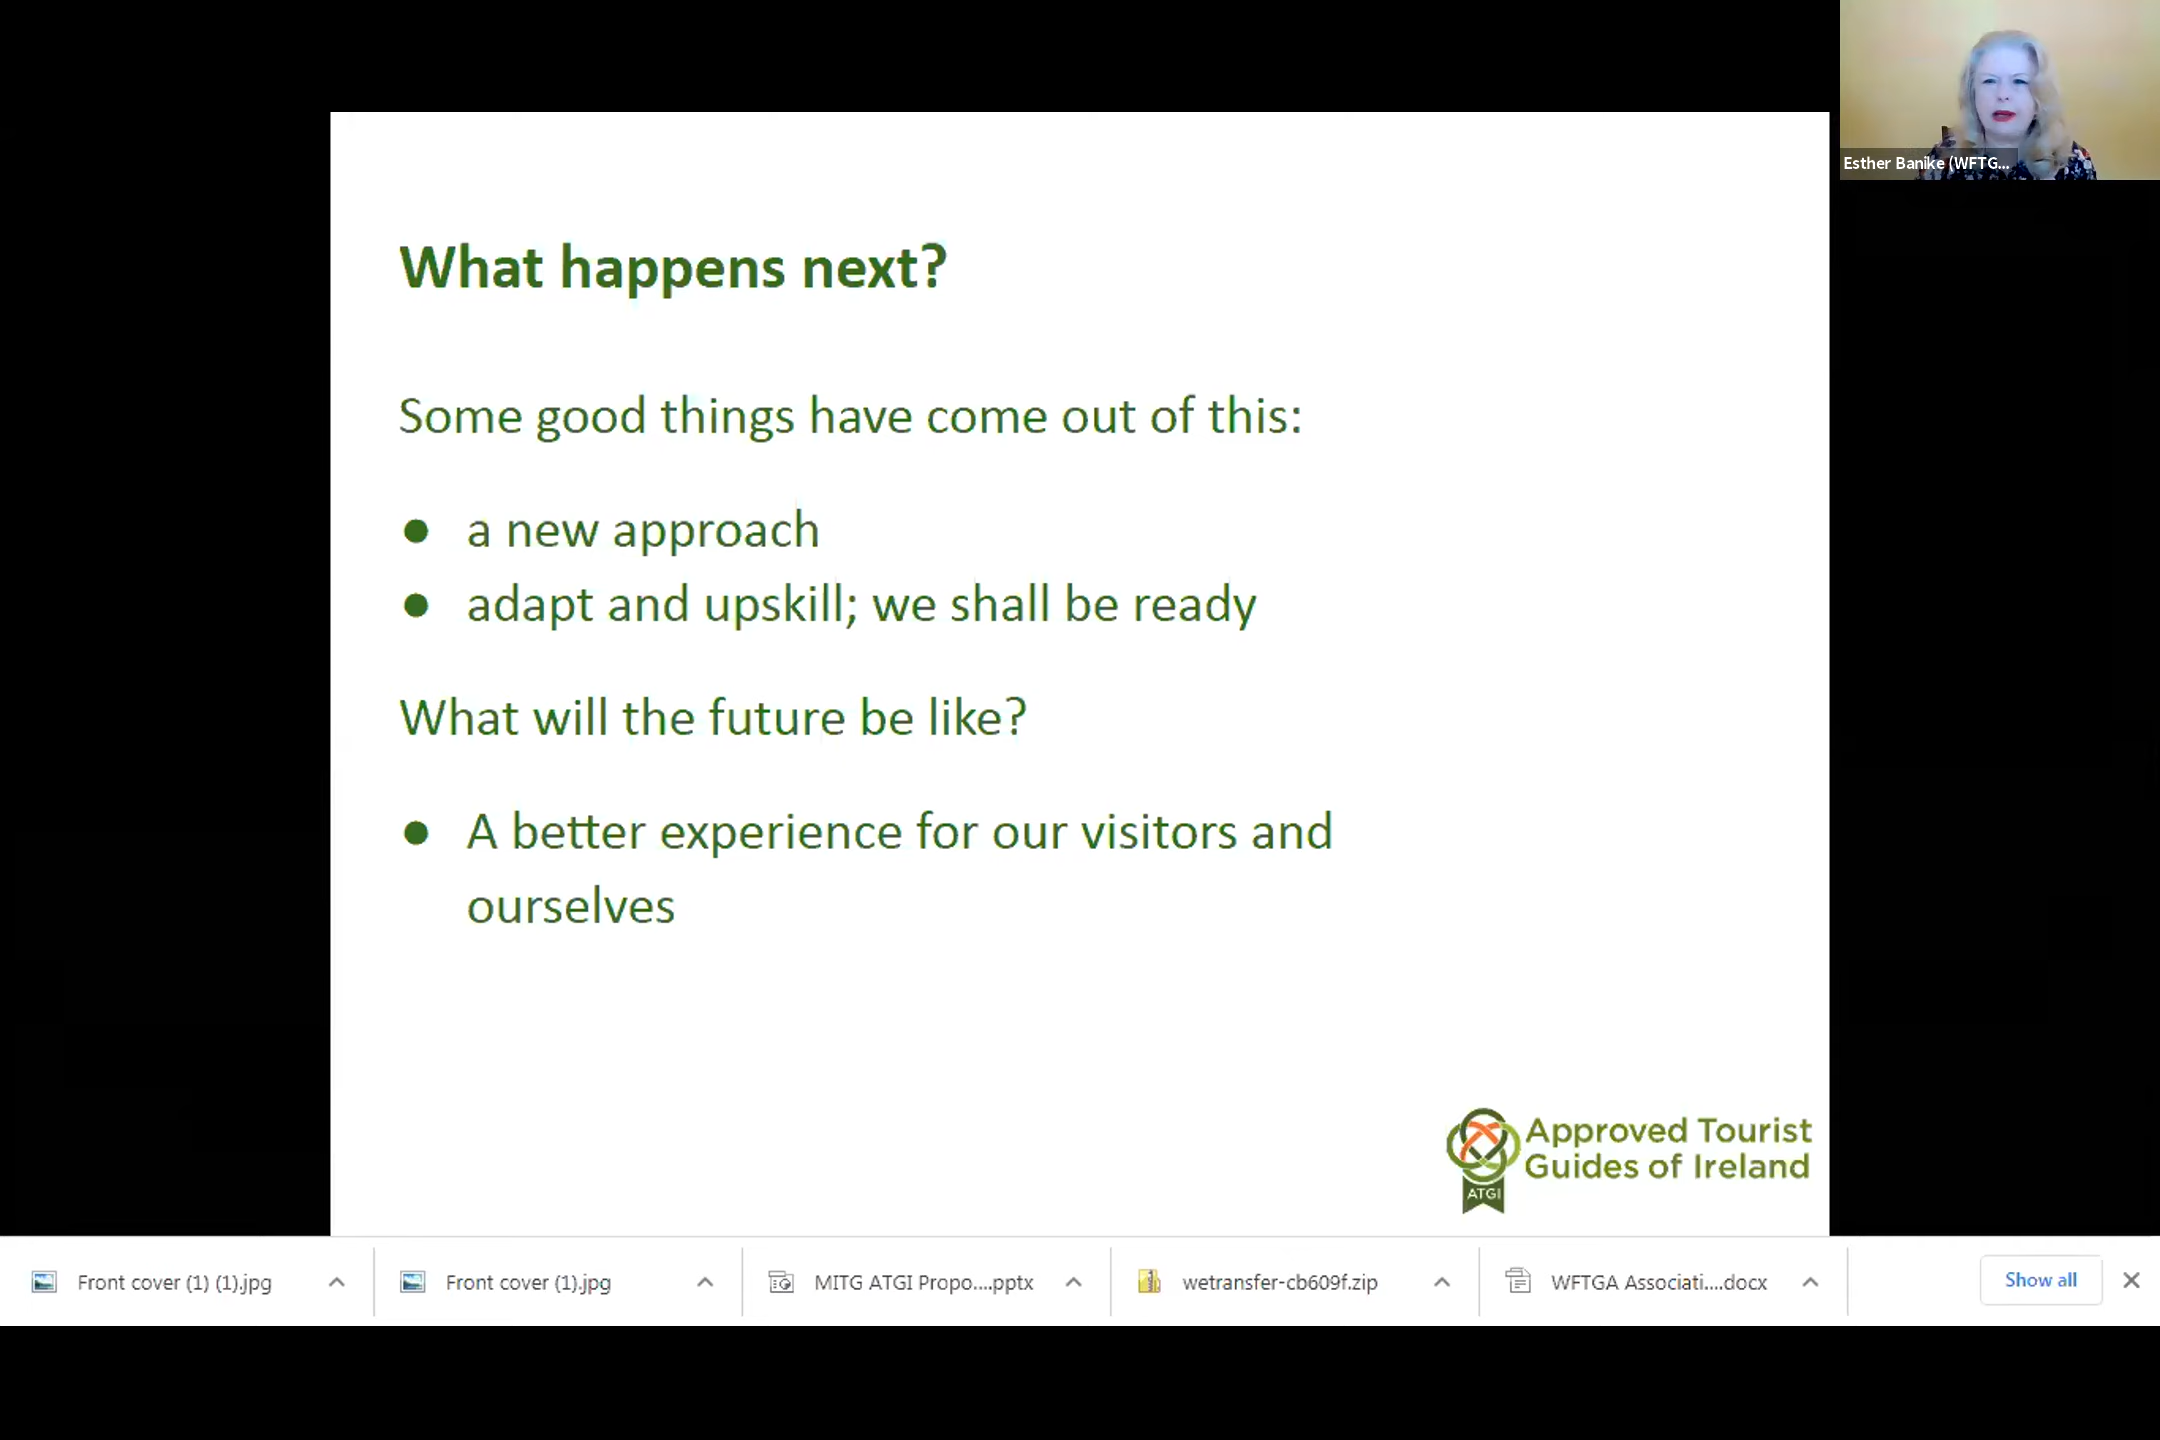 Esther Banike (WFTG...
What happens next?
Some good things have come out of this:
● a new approach
● adapt and upskill; we shall be ready
What will the future be like?
● A better experience for our visitors and
ourselves
Approved Tourist
Guides of Ireland
ATGI
Front cover (1) (1).jpg
Front cover (1).jpg
MITG ATGI Propo....pptx
wetransfer-cb609f.zip
WFTGA Associati....docx
Show all